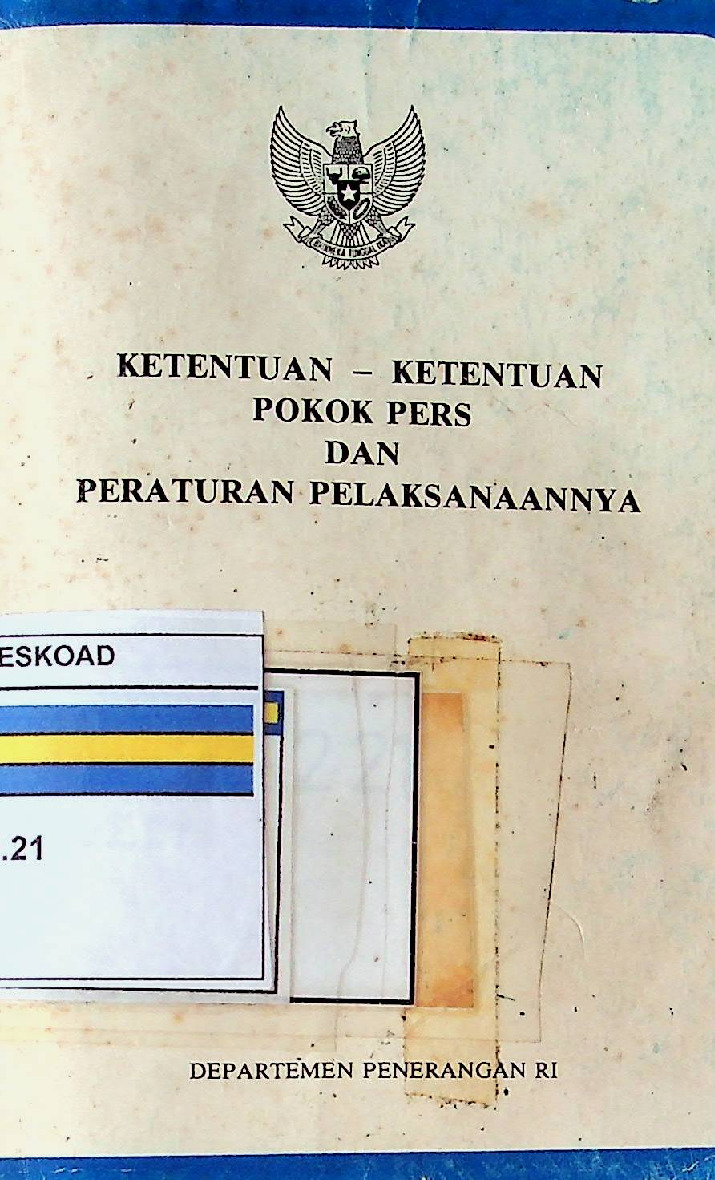 KETENTUAN – KETENTUAN
POKOK PERS
DAN
PERATURAN PELAKSANAANNYA
ESKOAD
.21
DEPARTEMEN PENERANGAN RI